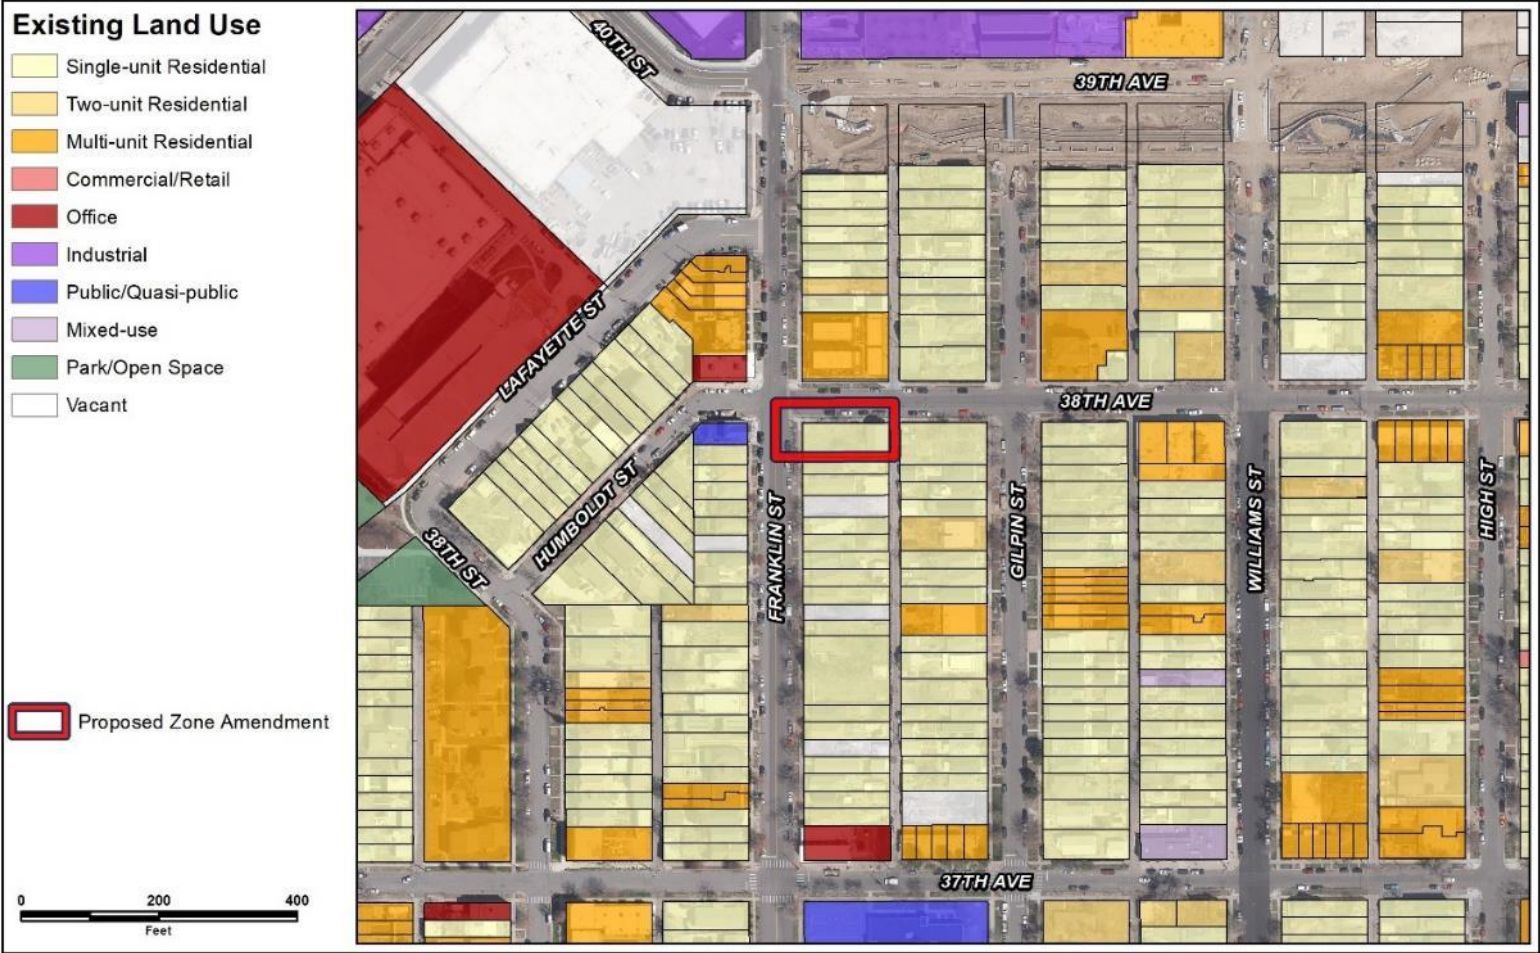 Existing Land Use
Single-unit Residential
Two-unit Residential
Multi-unit Residential
Commercial/Retail
Office
Industrial
Public/Quasi-public
Mixed-use
Park/Open Space
Vacant
Proposed Zone Amendment
0 200 400
Feet
40TH ST
39TH AVE
LAFAYETTE ST
38TH AVE
HUMBOLDT ST
38TH ST
FRANKLIN ST
GILPIN ST
WILLIAMS ST
HIGH ST
37TH AVE